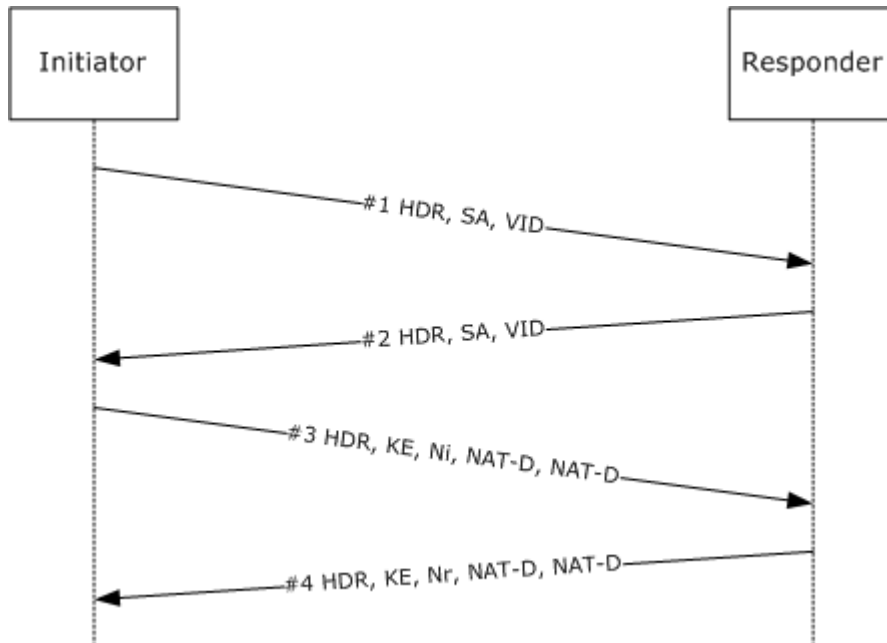 Initiator
Responder
#1 HDR, SA, VID
#2 HDR, SA, VID
#3 HDR, KE, Ni, NAT-D, NAT-D
#4 HDR, KE, Nr, NAT-D, NAT-D